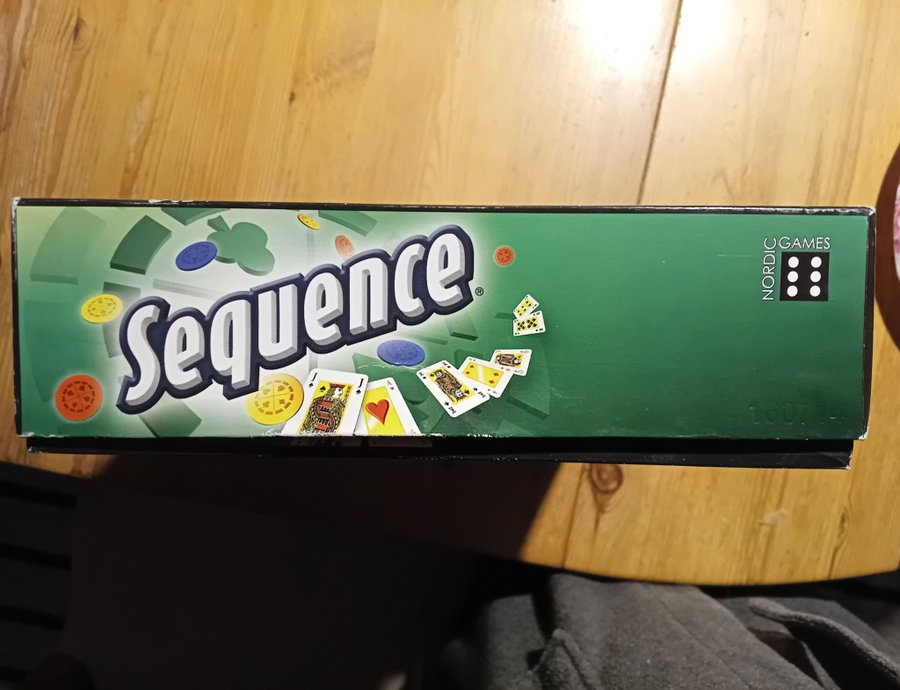 Sequence®
NORDIC
GAMES
J J
A